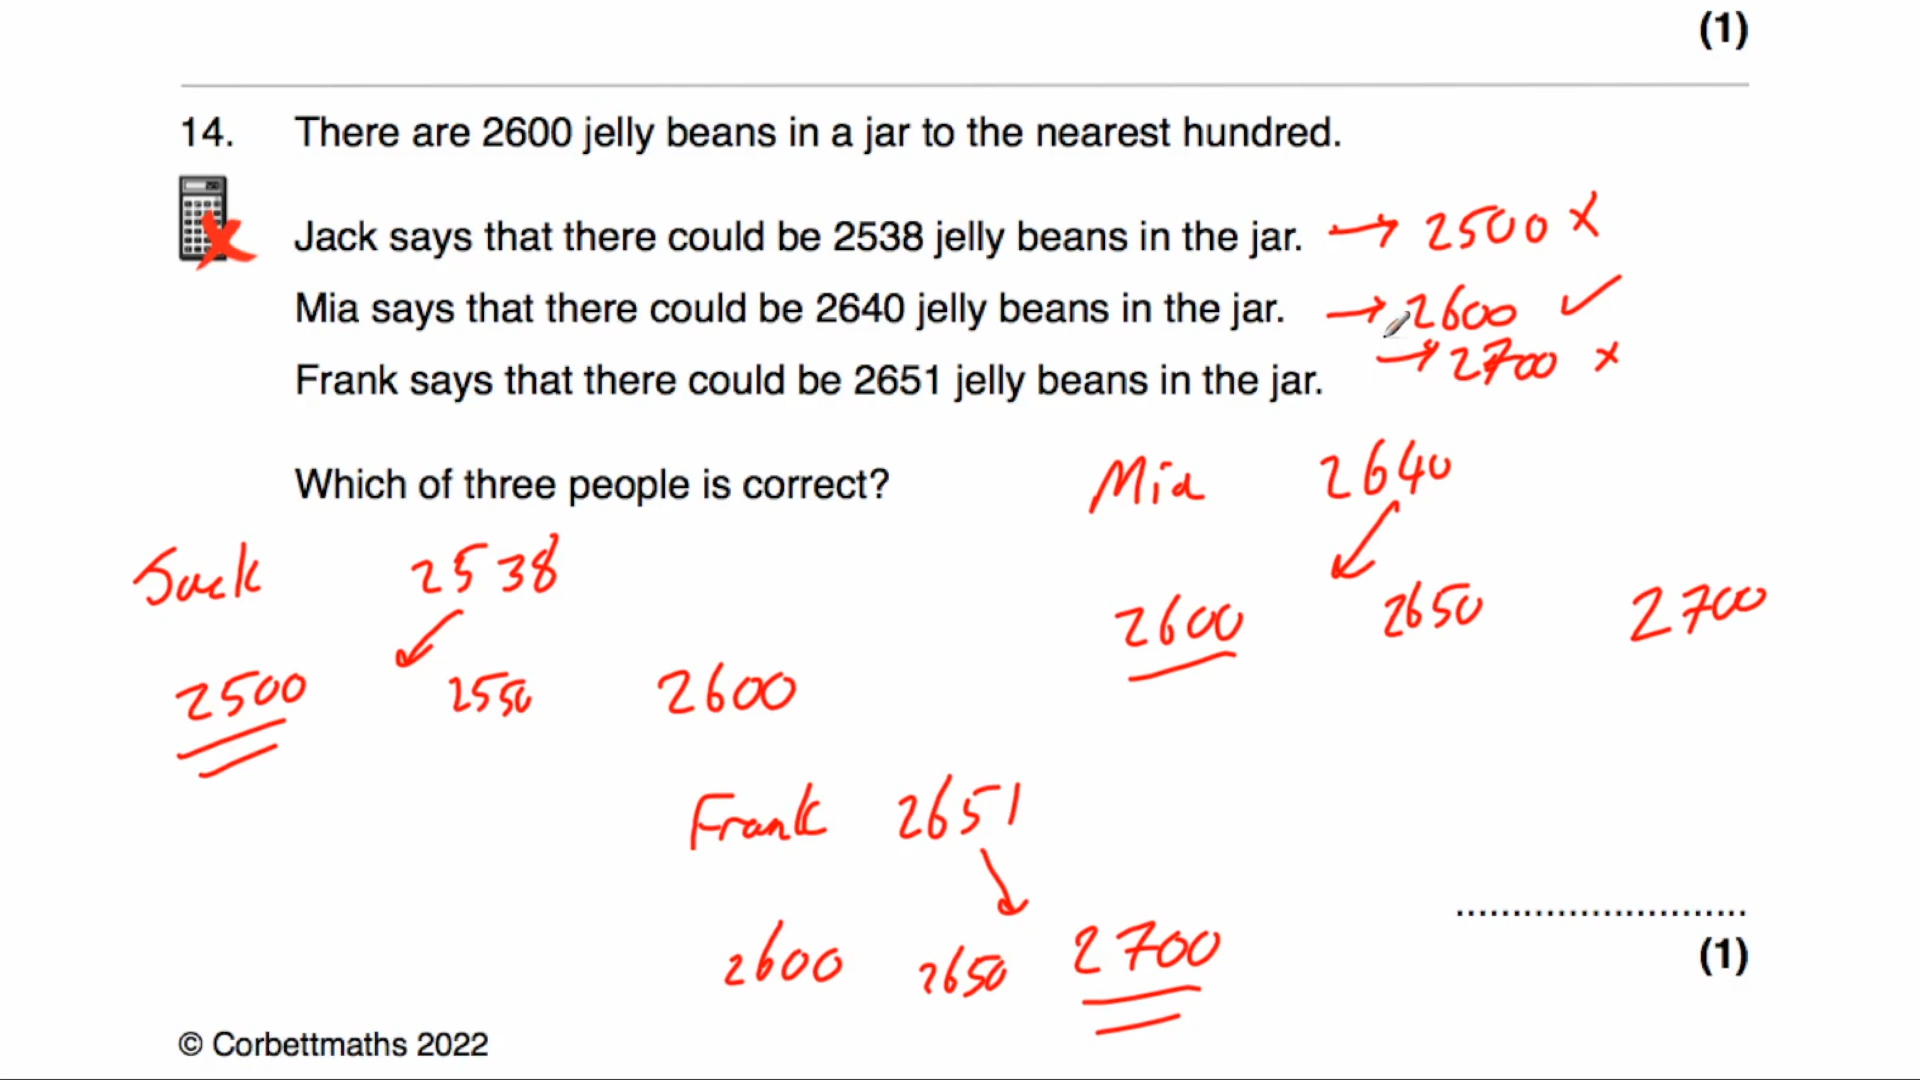 (1)
14. There are 2600 jelly beans in a jar to the nearest hundred.
Jack says that there could be 2538 jelly beans in the jar. → 2500 ×
Mia says that there could be 2640 jelly beans in the jar. → 2600 ✓
Frank says that there could be 2651 jelly beans in the jar. → 2700 ×
Which of three people is correct?
Mia 2640
2600 2650 2700
Jack 2538
2500 2550 2600
Frank 2651
2600 2650 2700
..........................
(1)
© Corbettmaths 2022